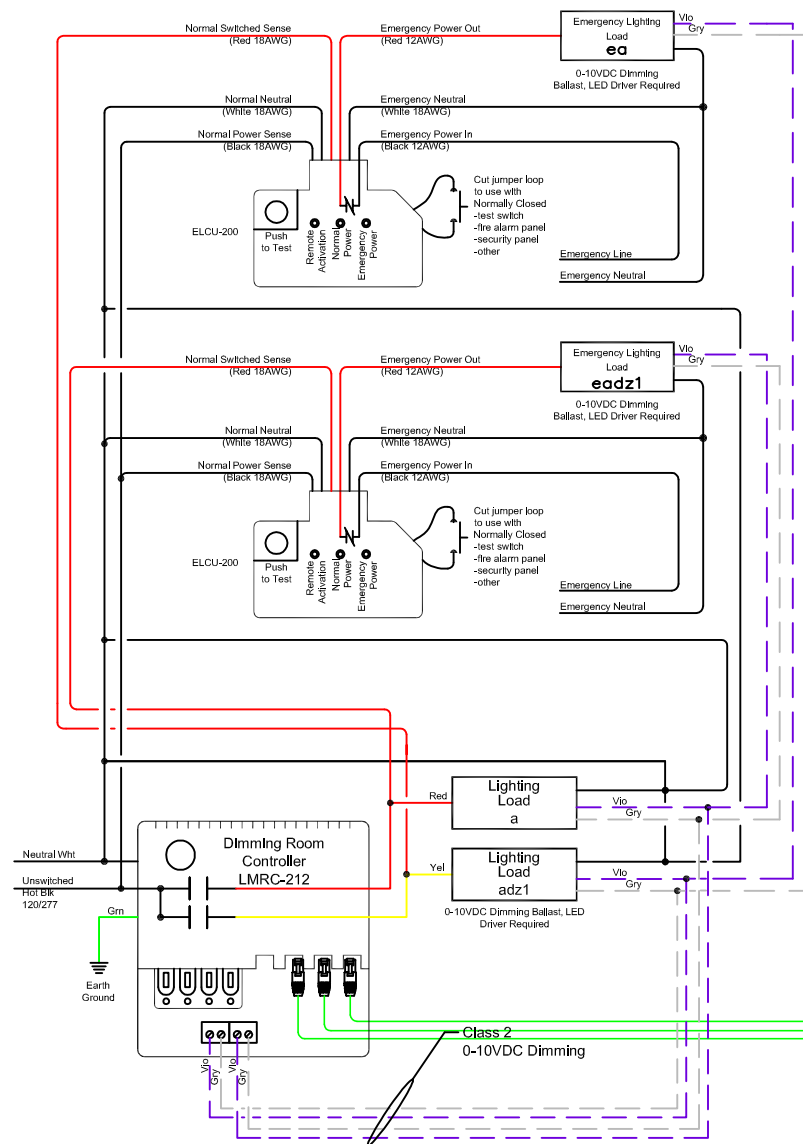 Normal Switched Sense
(Red 18AWG)
Emergency Power Out
(Red 12AWG)
Emergency Lighting
Load
ea
Vio
Gry
0-10VDC Dimming
Ballast, LED Driver Required
Normal Neutral
(White 18AWG)
Emergency Neutral
(White 18AWG)
Normal Power Sense
(Black 18AWG)
Emergency Power In
(Black 12AWG)
Cut jumper loop
to use with
Normally Closed
-test switch
-fire alarm panel
-security panel
-other
ELCU-200
Push
to Test
Remote
Activation
Normal
Power
Emergency
Power
Emergency Line
Emergency Neutral
Normal Switched Sense
(Red 18AWG)
Emergency Power Out
(Red 12AWG)
Emergency Lighting
Load
eadz1
Vio
Gry
0-10VDC Dimming
Ballast, LED Driver Required
Normal Neutral
(White 18AWG)
Emergency Neutral
(White 18AWG)
Normal Power Sense
(Black 18AWG)
Emergency Power In
(Black 12AWG)
Cut jumper loop
to use with
Normally Closed
-test switch
-fire alarm panel
-security panel
-other
ELCU-200
Push
to Test
Remote
Activation
Normal
Power
Emergency
Power
Emergency Line
Emergency Neutral
Red
Lighting
Load
a
Vio
Gry
Neutral Wht
Dimming Room
Controller
LMRC-212
Yel
Lighting
Load
adz1
Vio
Gry
Unswitched
Hot Blk
120/277
Grn
0-10VDC Dimming Ballast, LED
Driver Required
Earth
Ground
Class 2
0-10VDC Dimming
Vio
Gry
Vio
Gry